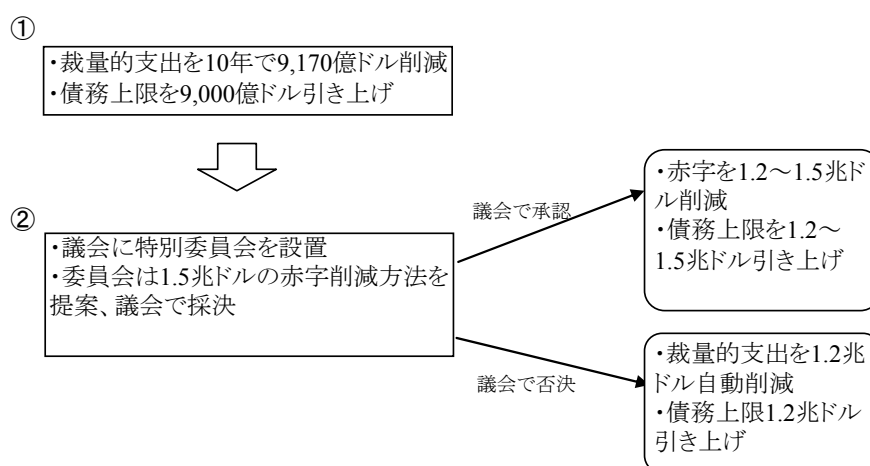 ①
・裁量的支出を10年で9,170億ドル削減
・債務上限を9,000億ドル引き上げ
②
・議会に特別委員会を設置
・委員会は1.5兆ドルの赤字削減方法を
提案、議会で採決
議会で承認
・赤字を1.2～1.5兆ド
ル削減
・債務上限を1.2～
1.5兆ドル引き上げ
議会で否決
・裁量的支出を1.2兆
ドル自動削減
・債務上限1.2兆ドル
引き上げ